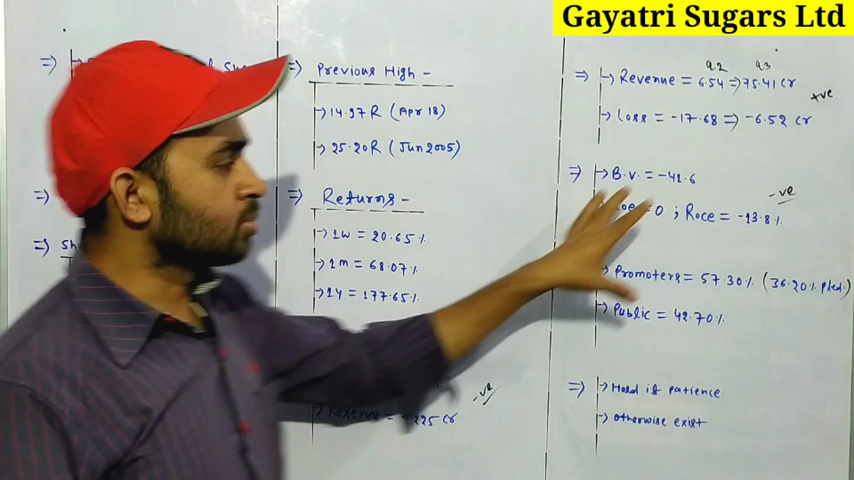 Gayatri Sugars Ltd
Previous High -
14.97 R (Apr 18)
25.20 R (Jun 2005)
Returns -
1W = 20.65%
1m = 68.07%
1Y = 177.65%
-ve
= -225 cr
Q2 Q3
Revenue = 6.54 => 75.41 cr
+ve
Loss = -17.68 => -6.52 cr
B.V. = -41.6
-ve
= 0 ; Roce = -13.8%
Promoters = 57.30% (36.20% pled.)
Public = 42.70%
Hold if patience
otherwise exist